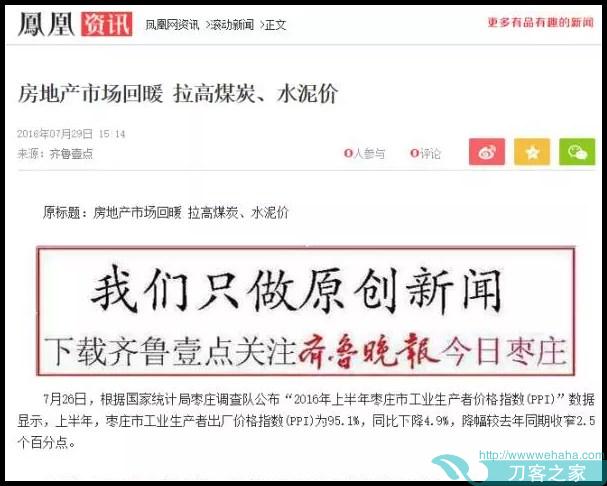 鳳凰 资讯 凤凰网资讯 >滚动新闻 >正文 更多有品有趣的新闻
房地产市场回暖 拉高煤炭、水泥价
2016年07月29日 15:14
来源：齐鲁壹点 0人参与 0评论
原标题：房地产市场回暖 拉高煤炭、水泥价
我们只做原创新闻
下载齐鲁壹点关注齐鲁晚报今日枣庄
7月26日，根据国家统计局枣庄调查队公布“2016年上半年枣庄市工业生产者价格指数(PPI)”数据
显示，上半年，枣庄市工业生产者出厂价格指数(PPI)为95.1%，同比下降4.9%，降幅较去年同期收窄2.5
个百分点。
http://www.wehaha.com
刀客之家